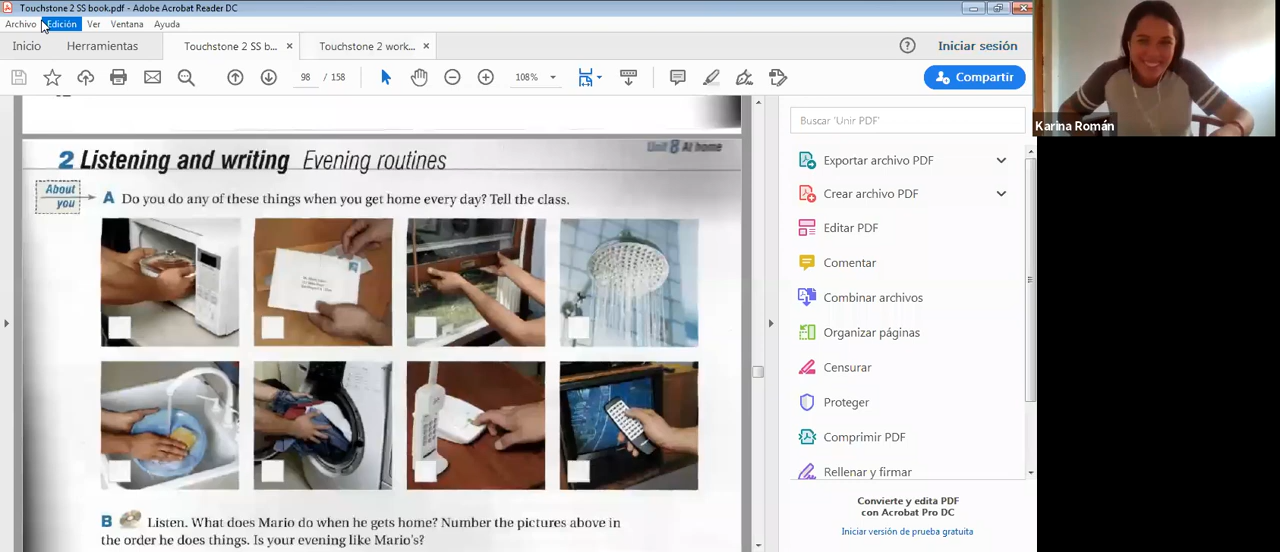 Touchstone 2 SS book.pdf - Adobe Acrobat Reader DC
Archivo Edición Ver Ventana Ayuda
Inicio Herramientas Touchstone 2 SS b... × Touchstone 2 work... × Iniciar sesión
98 / 158 108% Compartir
Karina Román
Buscar 'Unir PDF'
Unit 8 At home
2 Listening and writing Evening routines
Exportar archivo PDF
About you
A Do you do any of these things when you get home every day? Tell the class.
Crear archivo PDF
Editar PDF
Comentar
Combinar archivos
Organizar páginas
Censurar
Proteger
Comprimir PDF
Rellenar y firmar
B Listen. What does Mario do when he gets home? Number the pictures above in
the order he does things. Is your evening like Mario's?
Convierte y edita PDF
con Acrobat Pro DC
Iniciar versión de prueba gratuita